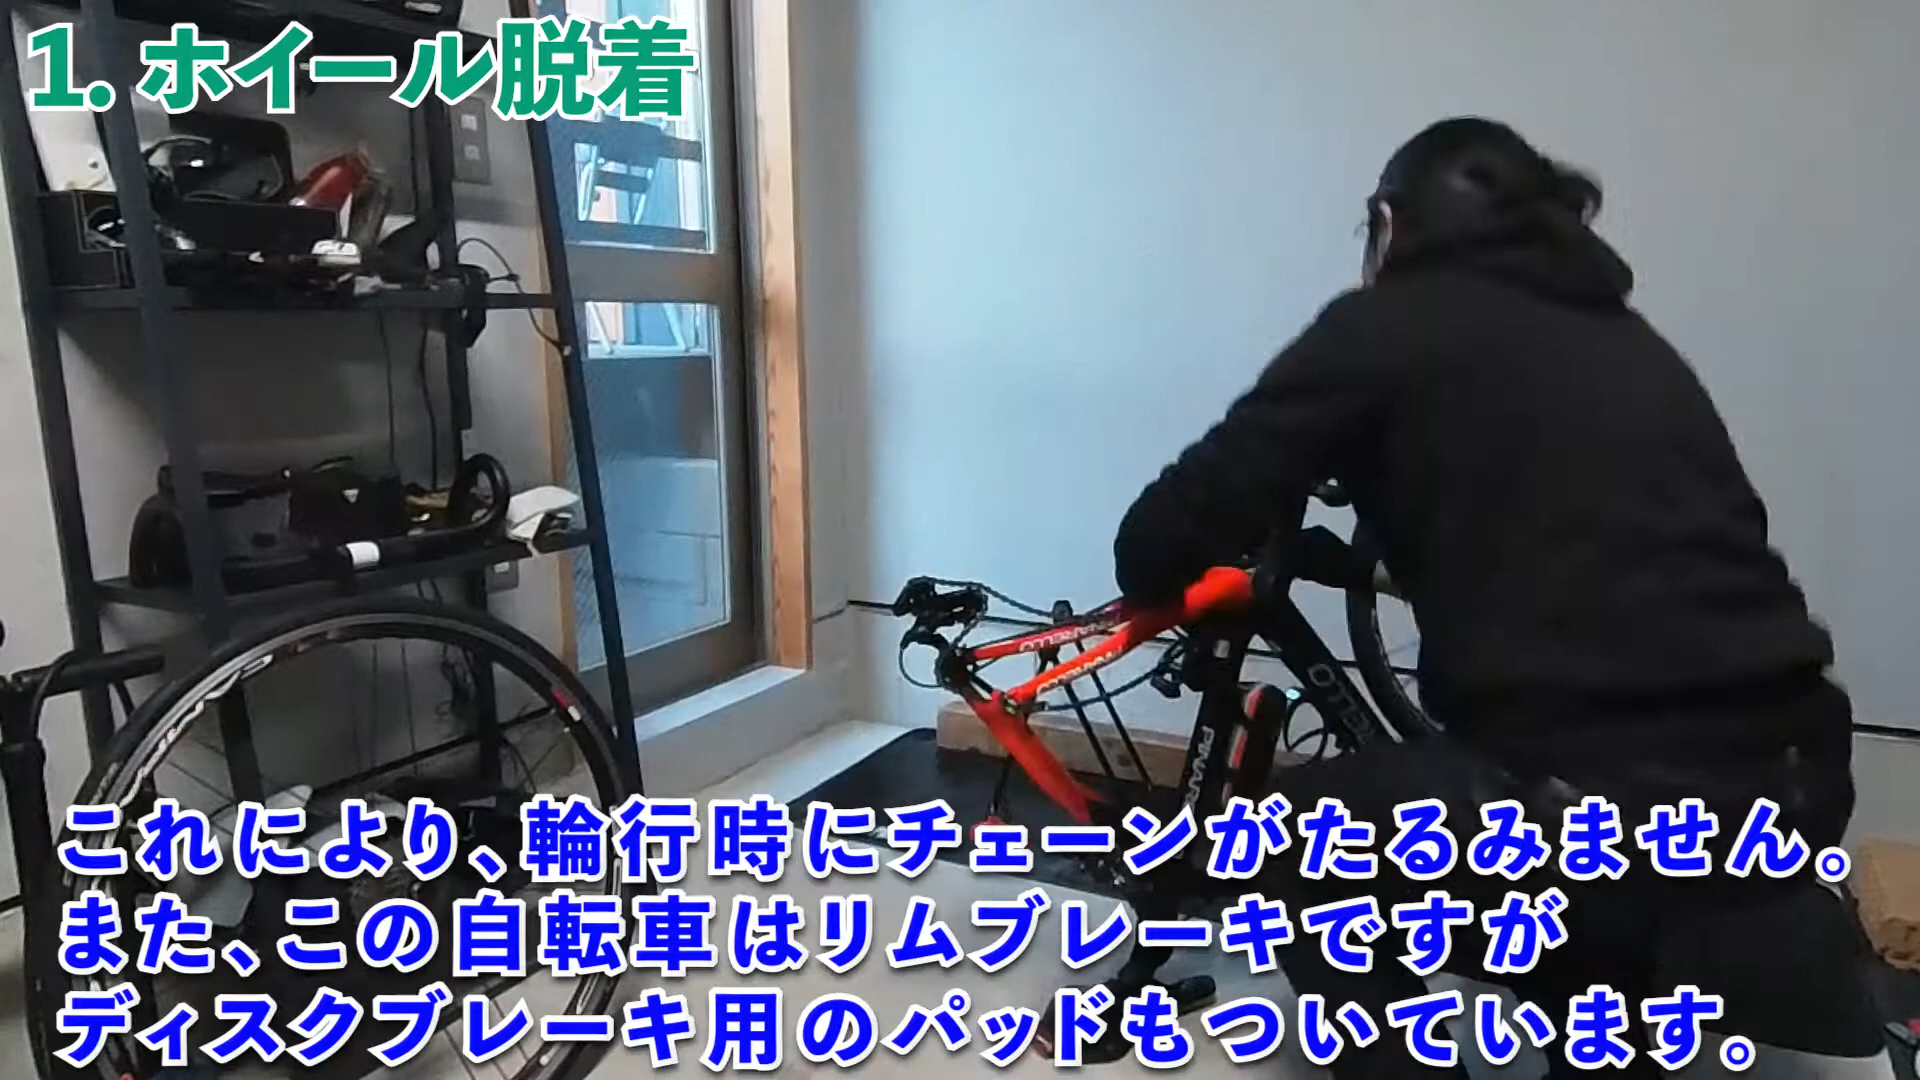 1. ホイール脱着
PINARELLO
PINAR
CAMPAG
これにより、輪行時にチェーンがたるみません。
また、この自転車はリムブレーキですが
ディスクブレーキ用のパッドもついています。